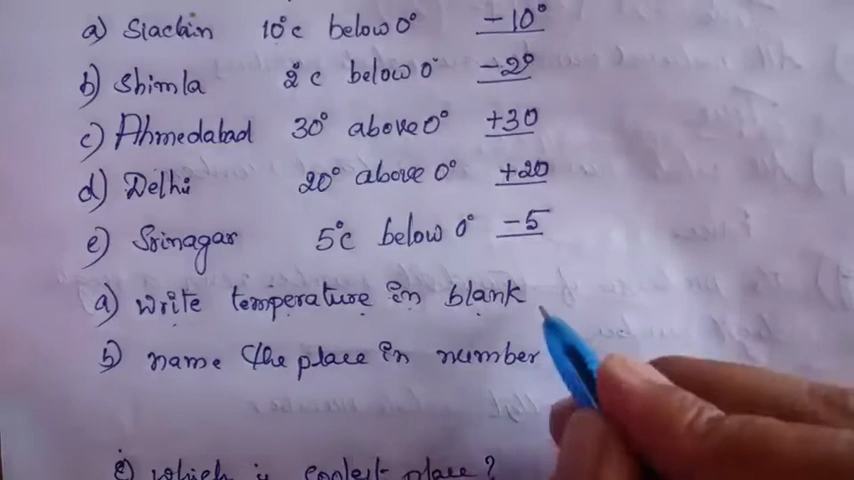 a) Siachin 10°c below 0° -10°
b) Shimla 2°c below 0° -2°
c) Ahmedabad 30° above 0° +30
d) Delhi 20° above 0° +20
e) Srinagar 5°c below 0° -5
a) write temperature in blank
b) name the place in number
c) which is coolest place?